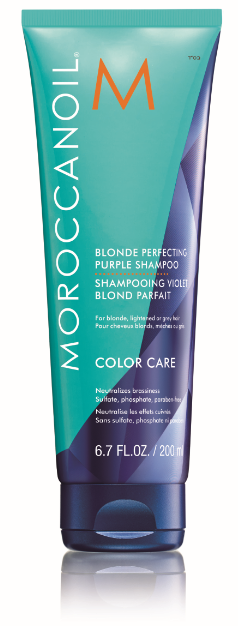 MOROCCANOIL®
M
BLONDE PERFECTING
PURPLE SHAMPOO
SHAMPOOING VIOLET
BLOND PARFAIT
For blonde, lightened or grey hair
Pour cheveux blonds, méchés ou gris
COLOR CARE
Neutralizes brassiness
Sulfate, phosphate, paraben-free
Neutralise les effets cuivrés
Sans sulfate, phosphate ni
6.7 FL.OZ. / 200 ml